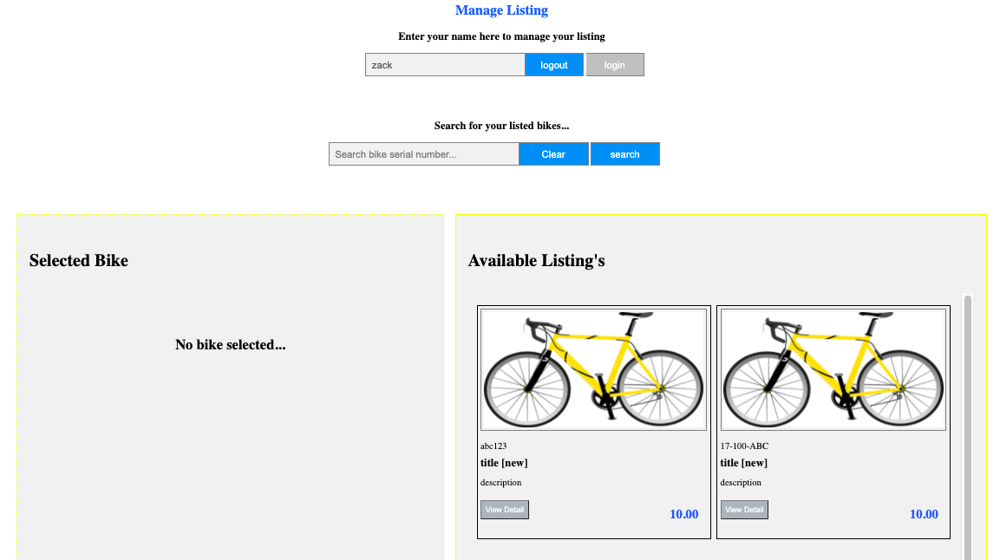 Manage Listing
Enter your name here to manage your listing
zack logout login
Search for your listed bikes...
Search bike serial number... Clear search
Selected Bike
No bike selected...
Available Listing's
abc123
title [new]
description
View Detail 10.00
17-100-ABC
title [new]
description
View Detail 10.00